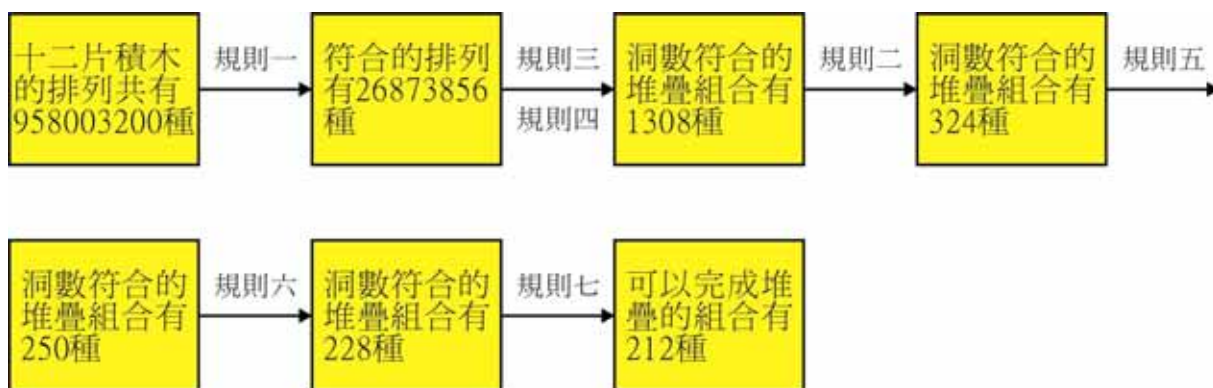 十二片積木
的排列共有
958003200種
規則一
符合的排列
有26873856
種
規則三
規則四
洞數符合的
堆疊組合有
1308種
規則二
洞數符合的
堆疊組合有
324種
規則五
洞數符合的
堆疊組合有
250種
規則六
洞數符合的
堆疊組合有
228種
規則七
可以完成堆
疊的組合有
212種